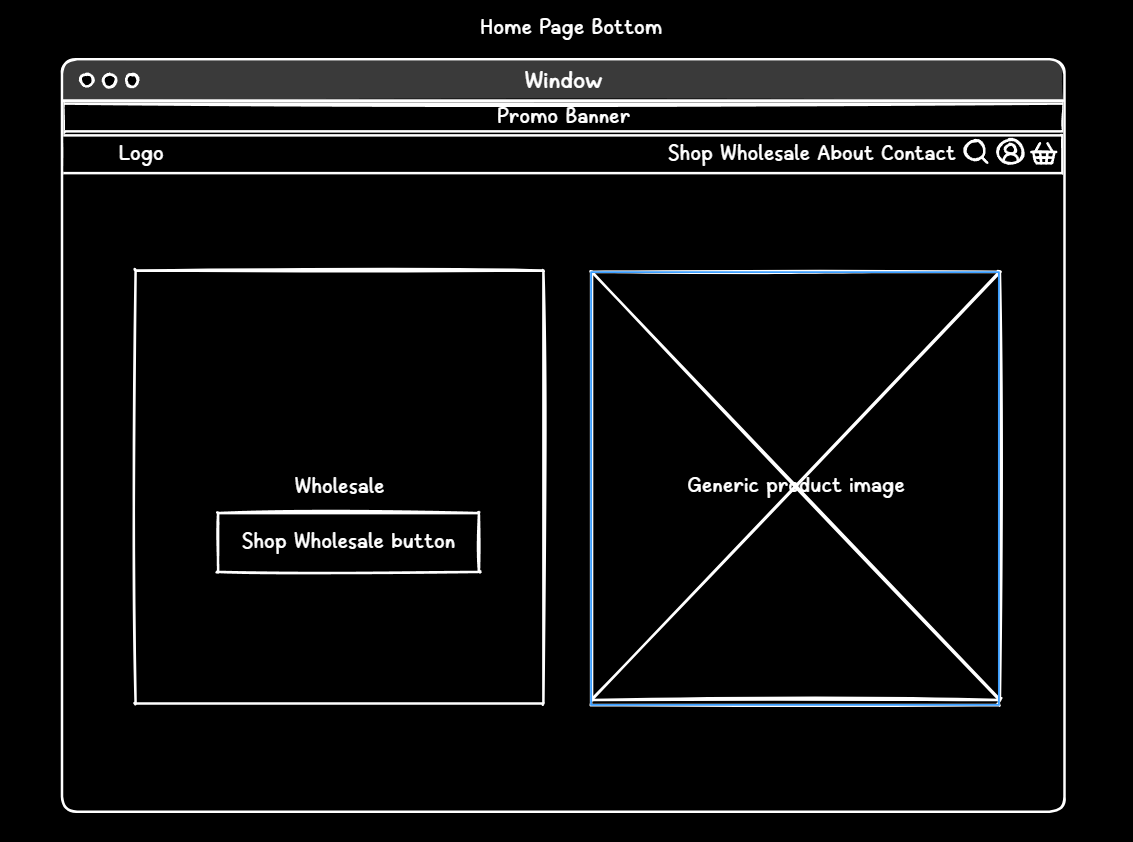 Home Page Bottom
Window
Promo Banner
Logo
Shop Wholesale About Contact
Wholesale
Shop Wholesale button
Generic product image